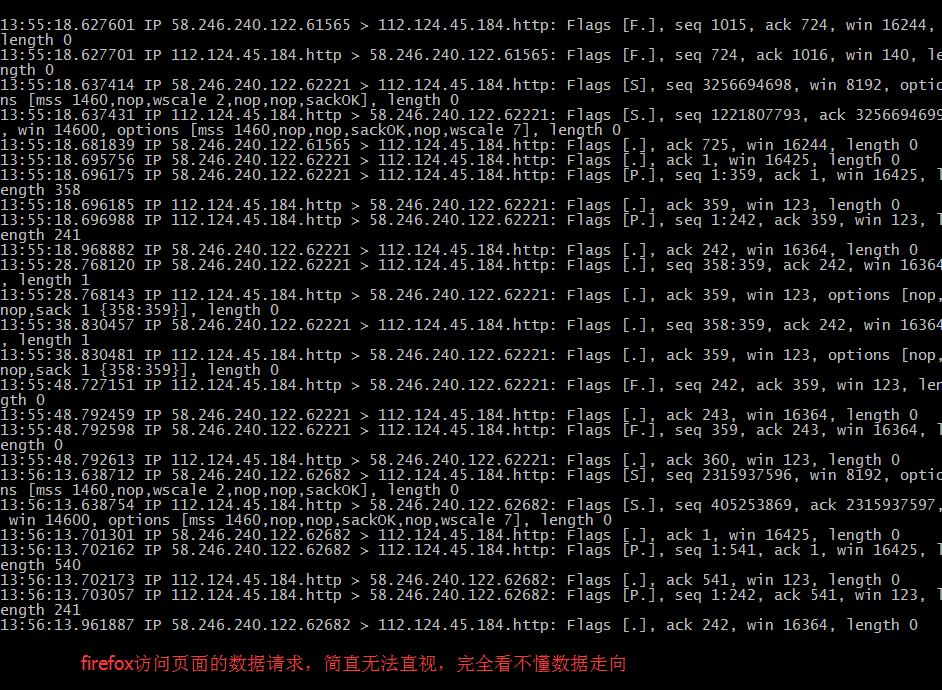 13:55:18.627601 IP 58.246.240.122.61565 > 112.124.45.184.http: Flags [F.], seq 1015, ack 724, win 16244,
length 0
13:55:18.627701 IP 112.124.45.184.http > 58.246.240.122.61565: Flags [F.], seq 724, ack 1016, win 140, le
ngth 0
13:55:18.637414 IP 58.246.240.122.62221 > 112.124.45.184.http: Flags [S], seq 3256694698, win 8192, optio
ns [mss 1460,nop,wscale 2,nop,nop,sackOK], length 0
13:55:18.637431 IP 112.124.45.184.http > 58.246.240.122.62221: Flags [S.], seq 1221807793, ack 3256694699
, win 14600, options [mss 1460,nop,nop,sackOK,nop,wscale 7], length 0
13:55:18.681839 IP 58.246.240.122.61565 > 112.124.45.184.http: Flags [.], ack 725, win 16244, length 0
13:55:18.695756 IP 58.246.240.122.62221 > 112.124.45.184.http: Flags [.], ack 1, win 16425, length 0
13:55:18.696175 IP 58.246.240.122.62221 > 112.124.45.184.http: Flags [P.], seq 1:359, ack 1, win 16425, l
ength 358
13:55:18.696185 IP 112.124.45.184.http > 58.246.240.122.62221: Flags [.], ack 359, win 123, length 0
13:55:18.696988 IP 112.124.45.184.http > 58.246.240.122.62221: Flags [P.], seq 1:242, ack 359, win 123, l
ength 241
13:55:18.968882 IP 58.246.240.122.62221 > 112.124.45.184.http: Flags [.], ack 242, win 16364, length 0
13:55:28.768120 IP 58.246.240.122.62221 > 112.124.45.184.http: Flags [.], seq 358:359, ack 242, win 16364
, length 1
13:55:28.768143 IP 112.124.45.184.http > 58.246.240.122.62221: Flags [.], ack 359, win 123, options [nop,
nop,sack 1 {358:359}], length 0
13:55:38.830457 IP 58.246.240.122.62221 > 112.124.45.184.http: Flags [.], seq 358:359, ack 242, win 16364
, length 1
13:55:38.830481 IP 112.124.45.184.http > 58.246.240.122.62221: Flags [.], ack 359, win 123, options [nop,
nop,sack 1 {358:359}], length 0
13:55:48.727151 IP 112.124.45.184.http > 58.246.240.122.62221: Flags [F.], seq 242, ack 359, win 123, len
gth 0
13:55:48.792459 IP 58.246.240.122.62221 > 112.124.45.184.http: Flags [.], ack 243, win 16364, length 0
13:55:48.792598 IP 58.246.240.122.62221 > 112.124.45.184.http: Flags [F.], seq 359, ack 243, win 16364, l
ength 0
13:55:48.792613 IP 112.124.45.184.http > 58.246.240.122.62221: Flags [.], ack 360, win 123, length 0
13:56:13.638712 IP 58.246.240.122.62682 > 112.124.45.184.http: Flags [S], seq 2315937596, win 8192, optio
ns [mss 1460,nop,wscale 2,nop,nop,sackOK], length 0
13:56:13.638754 IP 112.124.45.184.http > 58.246.240.122.62682: Flags [S.], seq 405253869, ack 2315937597,
 win 14600, options [mss 1460,nop,nop,sackOK,nop,wscale 7], length 0
13:56:13.701301 IP 58.246.240.122.62682 > 112.124.45.184.http: Flags [.], ack 1, win 16425, length 0
13:56:13.702162 IP 58.246.240.122.62682 > 112.124.45.184.http: Flags [P.], seq 1:541, ack 1, win 16425, l
ength 540
13:56:13.702173 IP 112.124.45.184.http > 58.246.240.122.62682: Flags [.], ack 541, win 123, length 0
13:56:13.703057 IP 112.124.45.184.http > 58.246.240.122.62682: Flags [P.], seq 1:242, ack 541, win 123, l
ength 241
13:56:13.961887 IP 58.246.240.122.62682 > 112.124.45.184.http: Flags [.], ack 242, win 16364, length 0
firefox访问页面的数据请求，简直无法直视，完全看不懂数据走向